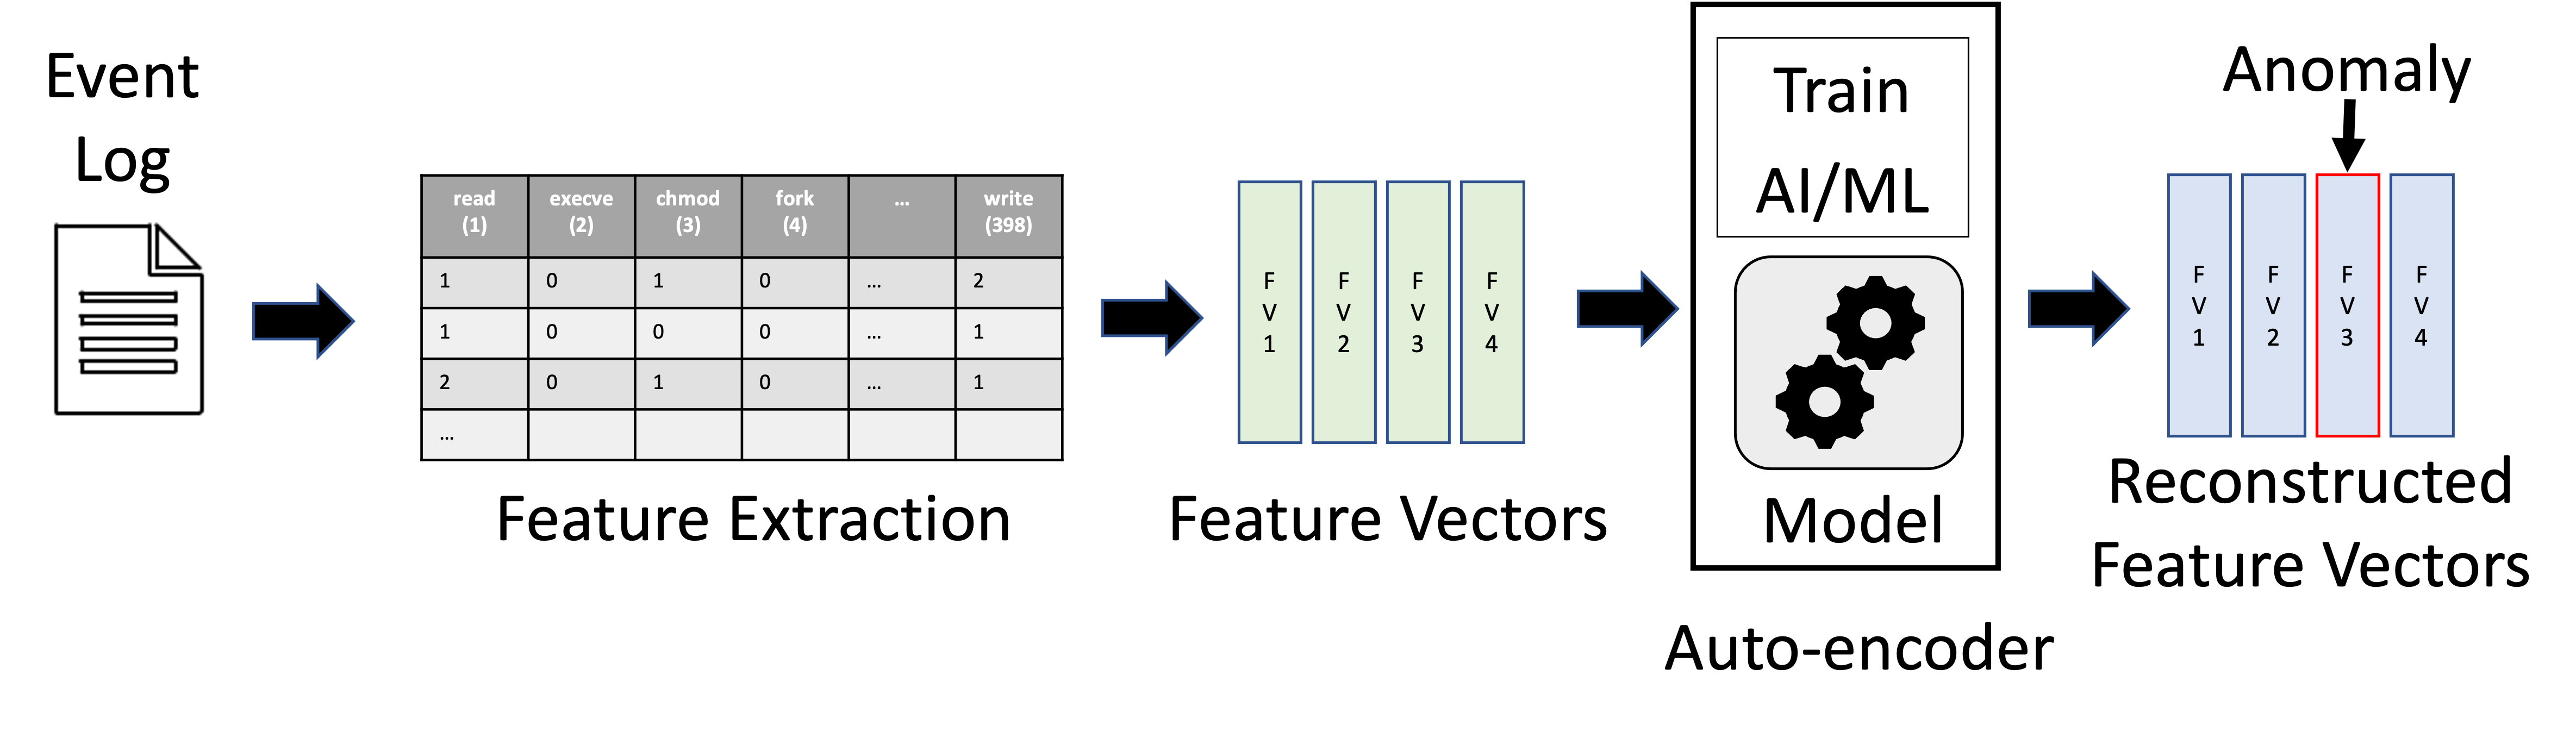 Event
Log
read
(1)
execve
(2)
chmod
(3)
fork
(4)
...
write
(398)
1 0 1 0 ... 2
1 0 0 0 ... 1
2 0 1 0 ... 1
...
Feature Extraction
F
V
1
F
V
2
F
V
3
F
V
4
Feature Vectors
Train
AI/ML
Model
Auto-encoder
Anomaly
F
V
1
F
V
2
F
V
3
F
V
4
Reconstructed
Feature Vectors